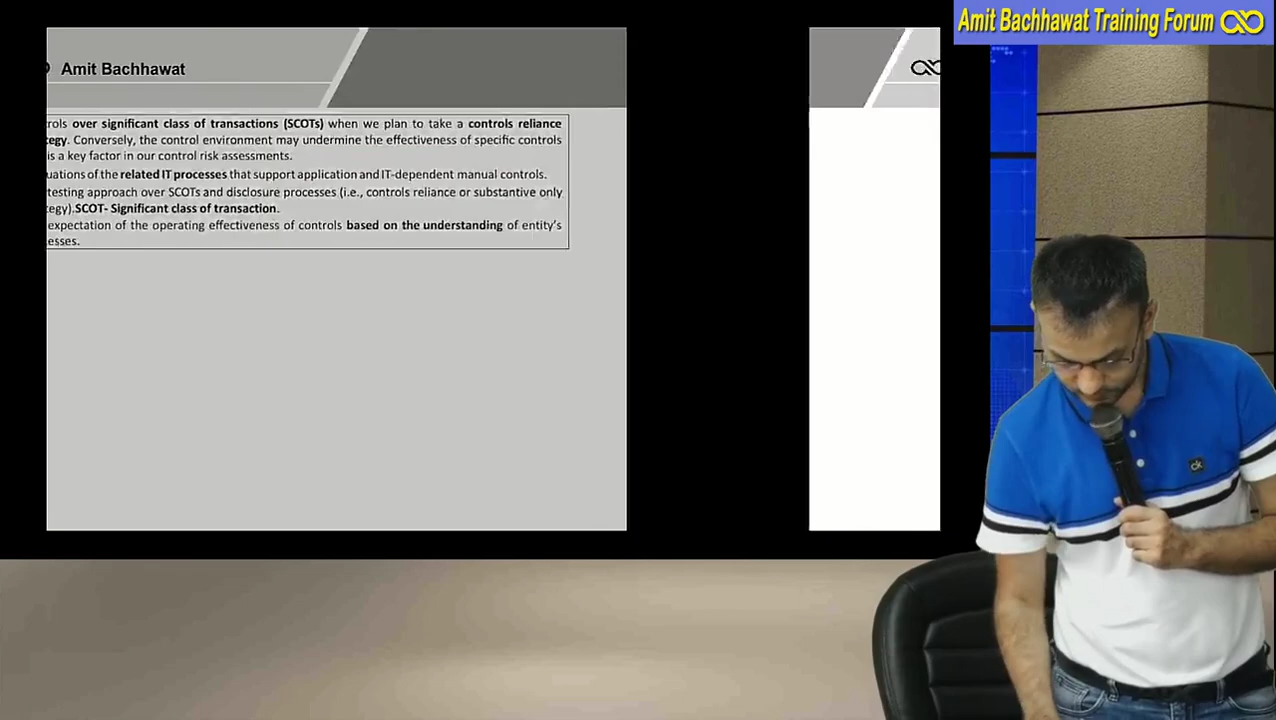 Amit Bachhawat Training Forum
Amit Bachhawat
rols over significant class of transactions (SCOTs) when we plan to take a controls reliance
egy. Conversely, the control environment may undermine the effectiveness of specific controls
is a key factor in our control risk assessments.
uations of the related IT processes that support application and IT-dependent manual controls.
testing approach over SCOTs and disclosure processes (i.e., controls reliance or substantive only
egy).SCOT- Significant class of transaction.
expectation of the operating effectiveness of controls based on the understanding of entity's
esses.
ck